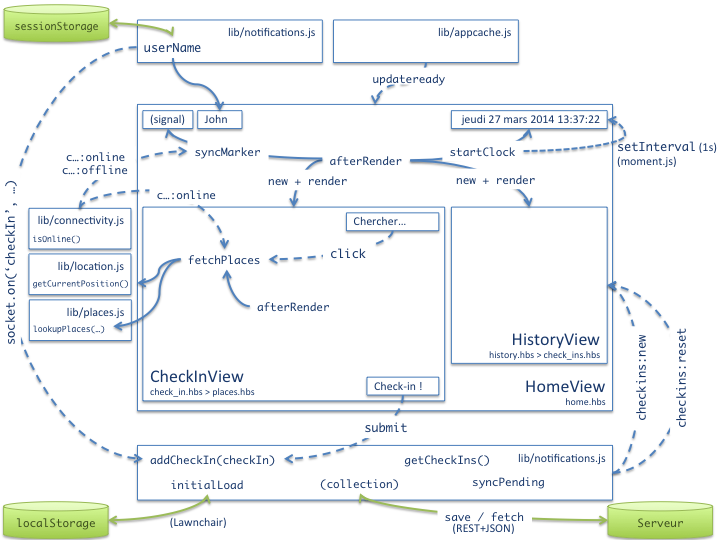 sessionStorage
lib/notifications.js
userName
lib/appcache.js
updateready
(signal)
John
jeudi 27 mars 2014 13:37:22
setInterval (1s)
(moment.js)
c…:online
c…:offline
syncMarker
afterRender
startClock
new + render
new + render
c…:online
socket.on('checkIn', …)
lib/connectivity.js
isOnline()
Chercher…
click
fetchPlaces
lib/location.js
getCurrentPosition()
lib/places.js
lookupPlaces(…)
afterRender
HistoryView
history.hbs > check_ins.hbs
CheckInView
check_in.hbs > places.hbs
Check-in !
HomeView
home.hbs
checkins:new
checkins:reset
submit
addCheckIn(checkIn)
getCheckIns()
lib/notifications.js
initialLoad
(collection)
syncPending
localStorage
(Lawnchair)
save / fetch
(REST+JSON)
Serveur